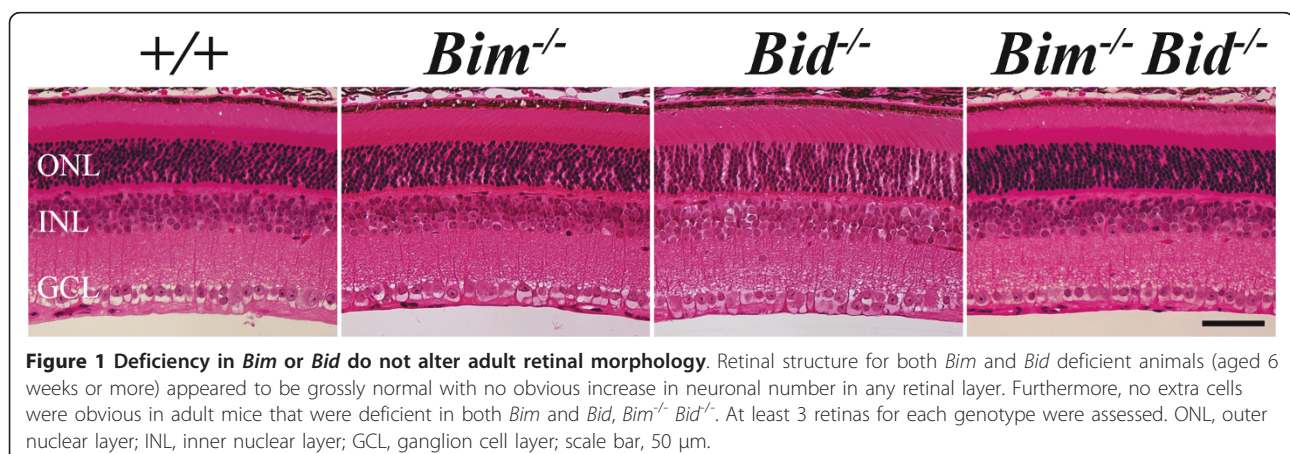 +/+ Bim-/- Bid-/- Bim-/- Bid-/-
ONL
INL
GCL
Figure 1 Deficiency in Bim or Bid do not alter adult retinal morphology. Retinal structure for both Bim and Bid deficient animals (aged 6
weeks or more) appeared to be grossly normal with no obvious increase in neuronal number in any retinal layer. Furthermore, no extra cells
were obvious in adult mice that were deficient in both Bim and Bid, Bim-/- Bid-/-. At least 3 retinas for each genotype were assessed. ONL, outer
nuclear layer; INL, inner nuclear layer; GCL, ganglion cell layer; scale bar, 50 μm.